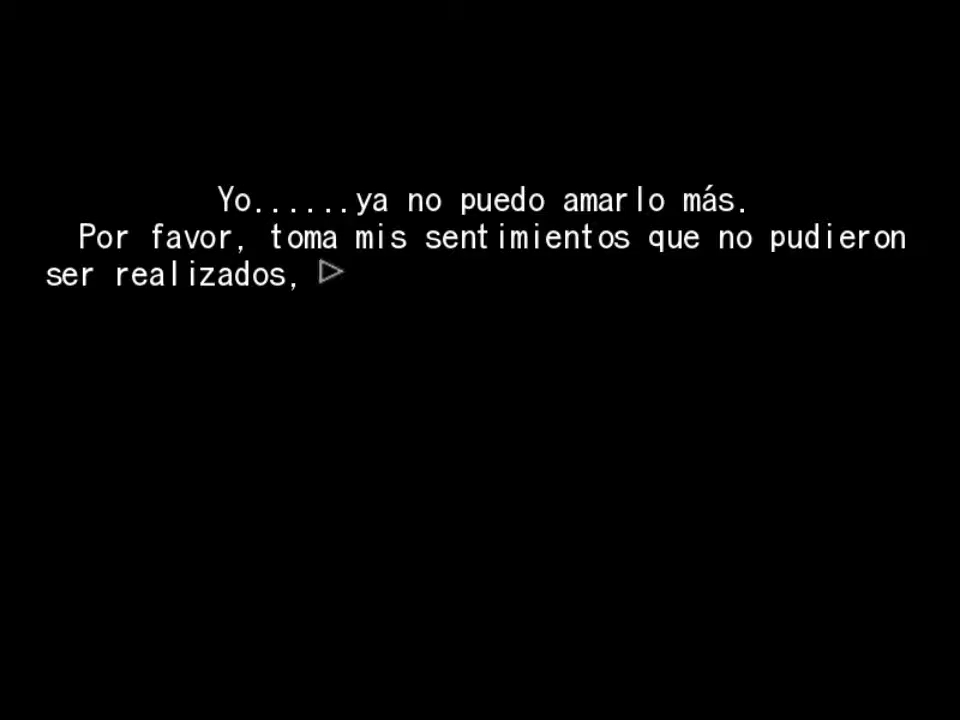 Yo......ya no puedo amarlo más.
Por favor, toma mis sentimientos que no pudieron
ser realizados,